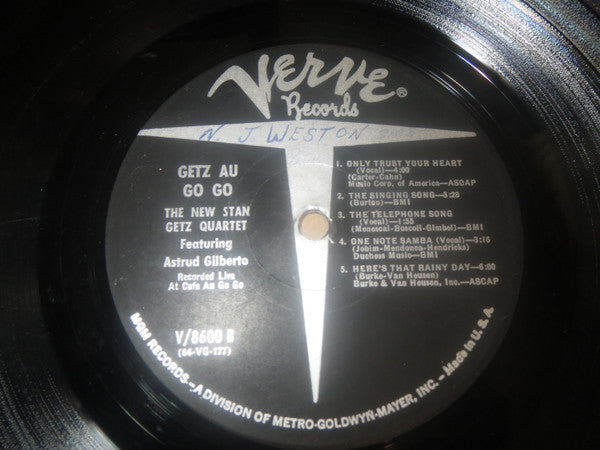 Verve®
Records
N. J. WESTON
GETZ AU
GO GO
THE NEW STAN
GETZ QUARTET
Featuring
Astrud Gilberto
Recorded Live
At Cafe Au Go Go
V/8600 B
(64-VG-177)
1. ONLY TRUST YOUR HEART
(Vocal)—4:00
(Carter-Cahn)
Music Corp. of America—ASCAP
2. THE SINGING SONG—3:28
(Burton)—BMI
3. THE TELEPHONE SONG
(Vocal)—1:55
(Menescal-Boscoli-Gimbel)—BMI
4. ONE NOTE SAMBA (Vocal)—3:15
(Jobim-Mendonca-Hendricks)
Duchess Music—BMI
5. HERE'S THAT RAINY DAY—6:00
(Burke-Van Heusen)
Burke & Van Heusen, Inc.—ASCAP
MGM RECORDS—A DIVISION OF METRO-GOLDWYN-MAYER, INC. - Made in U. S. A.